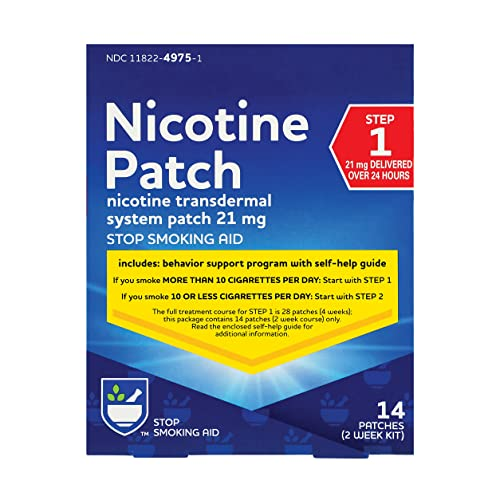 NDC 11822-4975-1
Nicotine
Patch
nicotine transdermal
system patch 21 mg
STOP SMOKING AID
STEP
1
21 mg DELIVERED
OVER 24 HOURS
includes: behavior support program with self-help guide
If you smoke MORE THAN 10 CIGARETTES PER DAY: Start with STEP 1
If you smoke 10 OR LESS CIGARETTES PER DAY: Start with STEP 2
The full treatment course for STEP 1 is 28 patches (4 weeks);
this package contains 14 patches (2 week course) only.
Read the enclosed self-help guide for
additional information.
TM
STOP
SMOKING AID
14
PATCHES
(2 WEEK KIT)